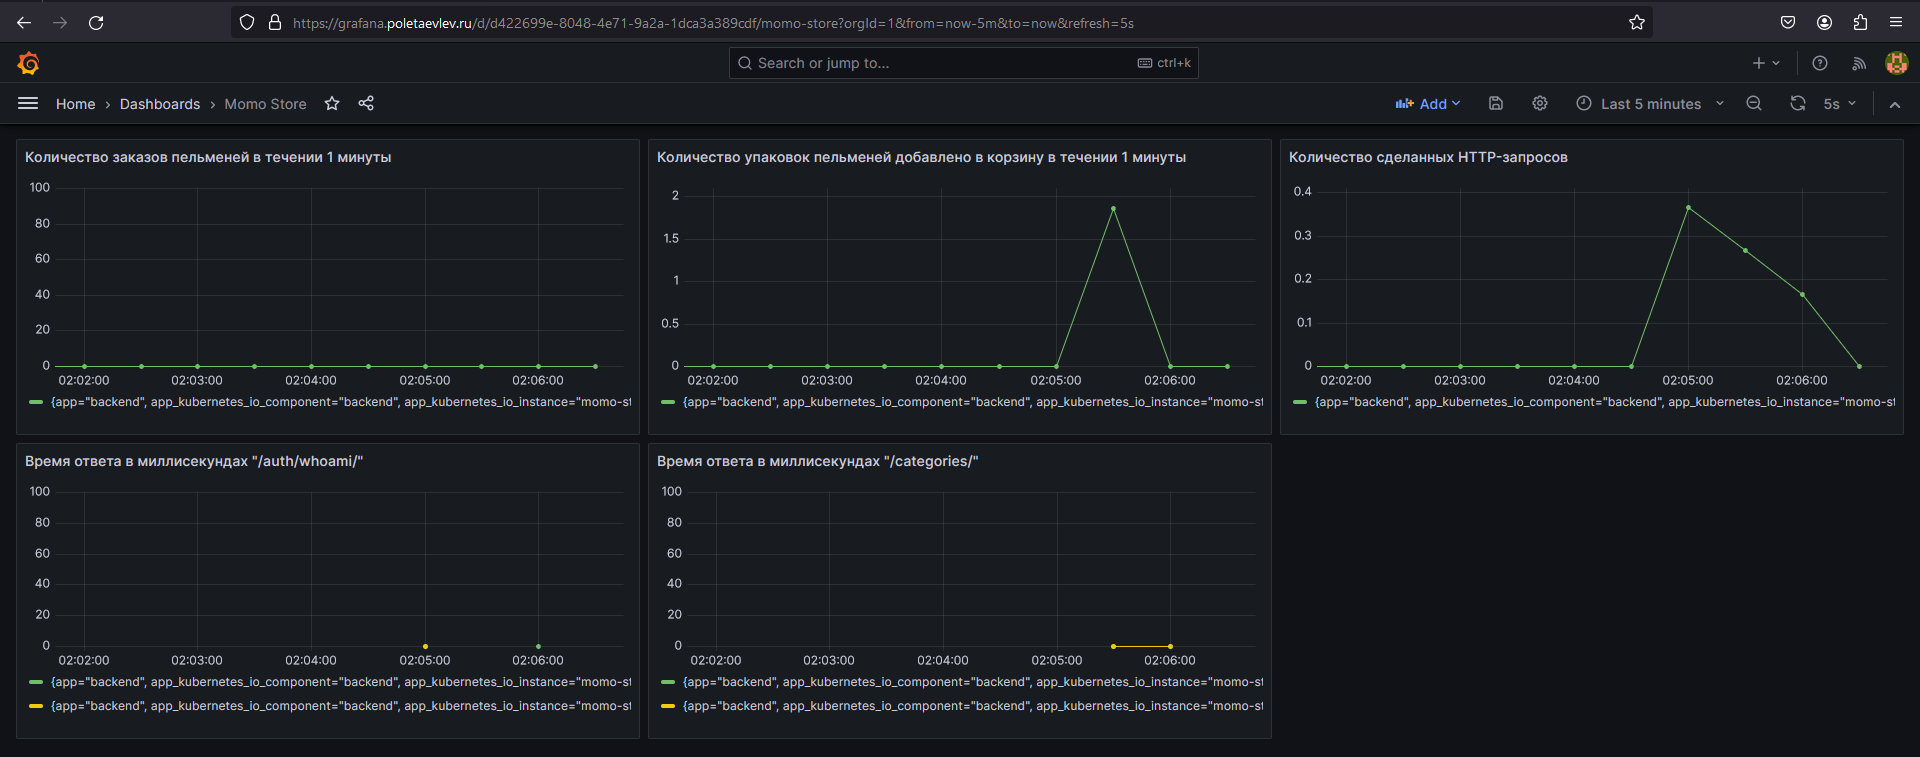 https://grafana.poletaevlev.ru/d/d422699e-8048-4e71-9a2a-1dca3a389cdf/momo-store?orgId=1&from=now-5m&to=now&refresh=5s
Search or jump to... ctrl+k
Home › Dashboards › Momo Store Add Last 5 minutes 5s
Количество заказов пельменей в течении 1 минуты
100
80
60
40
20
0
02:02:00 02:03:00 02:04:00 02:05:00 02:06:00
{app="backend", app_kubernetes_io_component="backend", app_kubernetes_io_instance="momo-st
Количество упаковок пельменей добавлено в корзину в течении 1 минуты
2
1.5
1
0.5
0
02:02:00 02:03:00 02:04:00 02:05:00 02:06:00
{app="backend", app_kubernetes_io_component="backend", app_kubernetes_io_instance="momo-st
Количество сделанных HTTP-запросов
0.4
0.3
0.2
0.1
0
02:02:00 02:03:00 02:04:00 02:05:00 02:06:00
{app="backend", app_kubernetes_io_component="backend", app_kubernetes_io_instance="momo-st
Время ответа в миллисекундах "/auth/whoami/"
100
80
60
40
20
0
02:02:00 02:03:00 02:04:00 02:05:00 02:06:00
{app="backend", app_kubernetes_io_component="backend", app_kubernetes_io_instance="momo-st
{app="backend", app_kubernetes_io_component="backend", app_kubernetes_io_instance="momo-st
Время ответа в миллисекундах "/categories/"
100
80
60
40
20
0
02:02:00 02:03:00 02:04:00 02:05:00 02:06:00
{app="backend", app_kubernetes_io_component="backend", app_kubernetes_io_instance="momo-st
{app="backend", app_kubernetes_io_component="backend", app_kubernetes_io_instance="momo-st